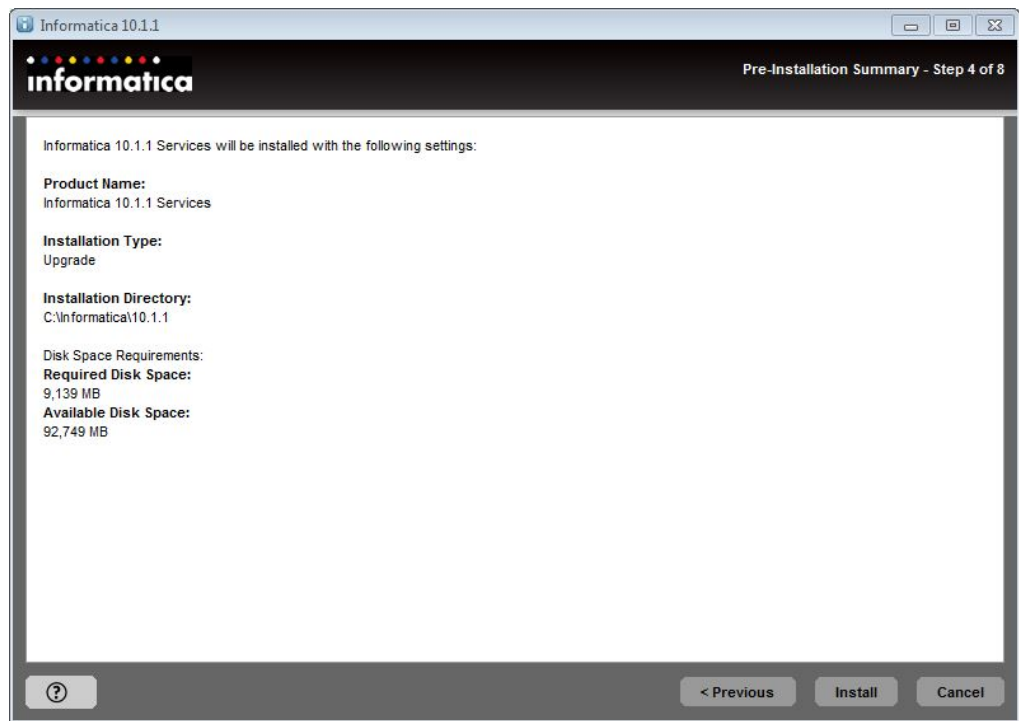 Informatica 10.1.1
informatica
Pre-Installation Summary - Step 4 of 8
Informatica 10.1.1 Services will be installed with the following settings:
Product Name:
Informatica 10.1.1 Services
Installation Type:
Upgrade
Installation Directory:
C:\Informatica\10.1.1
Disk Space Requirements:
Required Disk Space:
9,139 MB
Available Disk Space:
92,749 MB
?
< Previous
Install
Cancel